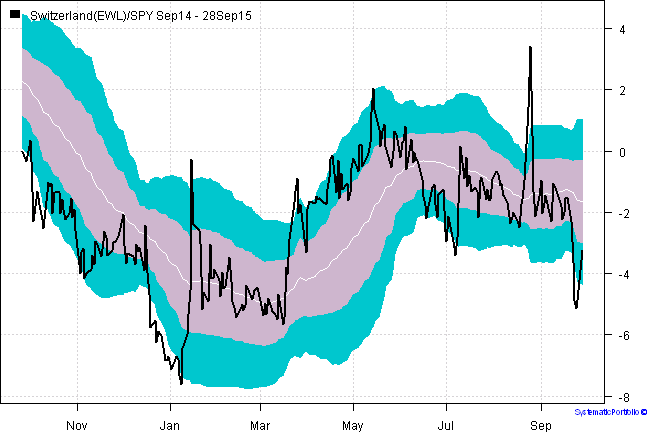 Switzerland(EWL)/SPY Sep14 - 28Sep15
4
2
0
-2
-4
-6
-8
Nov Jan Mar May Jul Sep
SystematicPortfolio ©